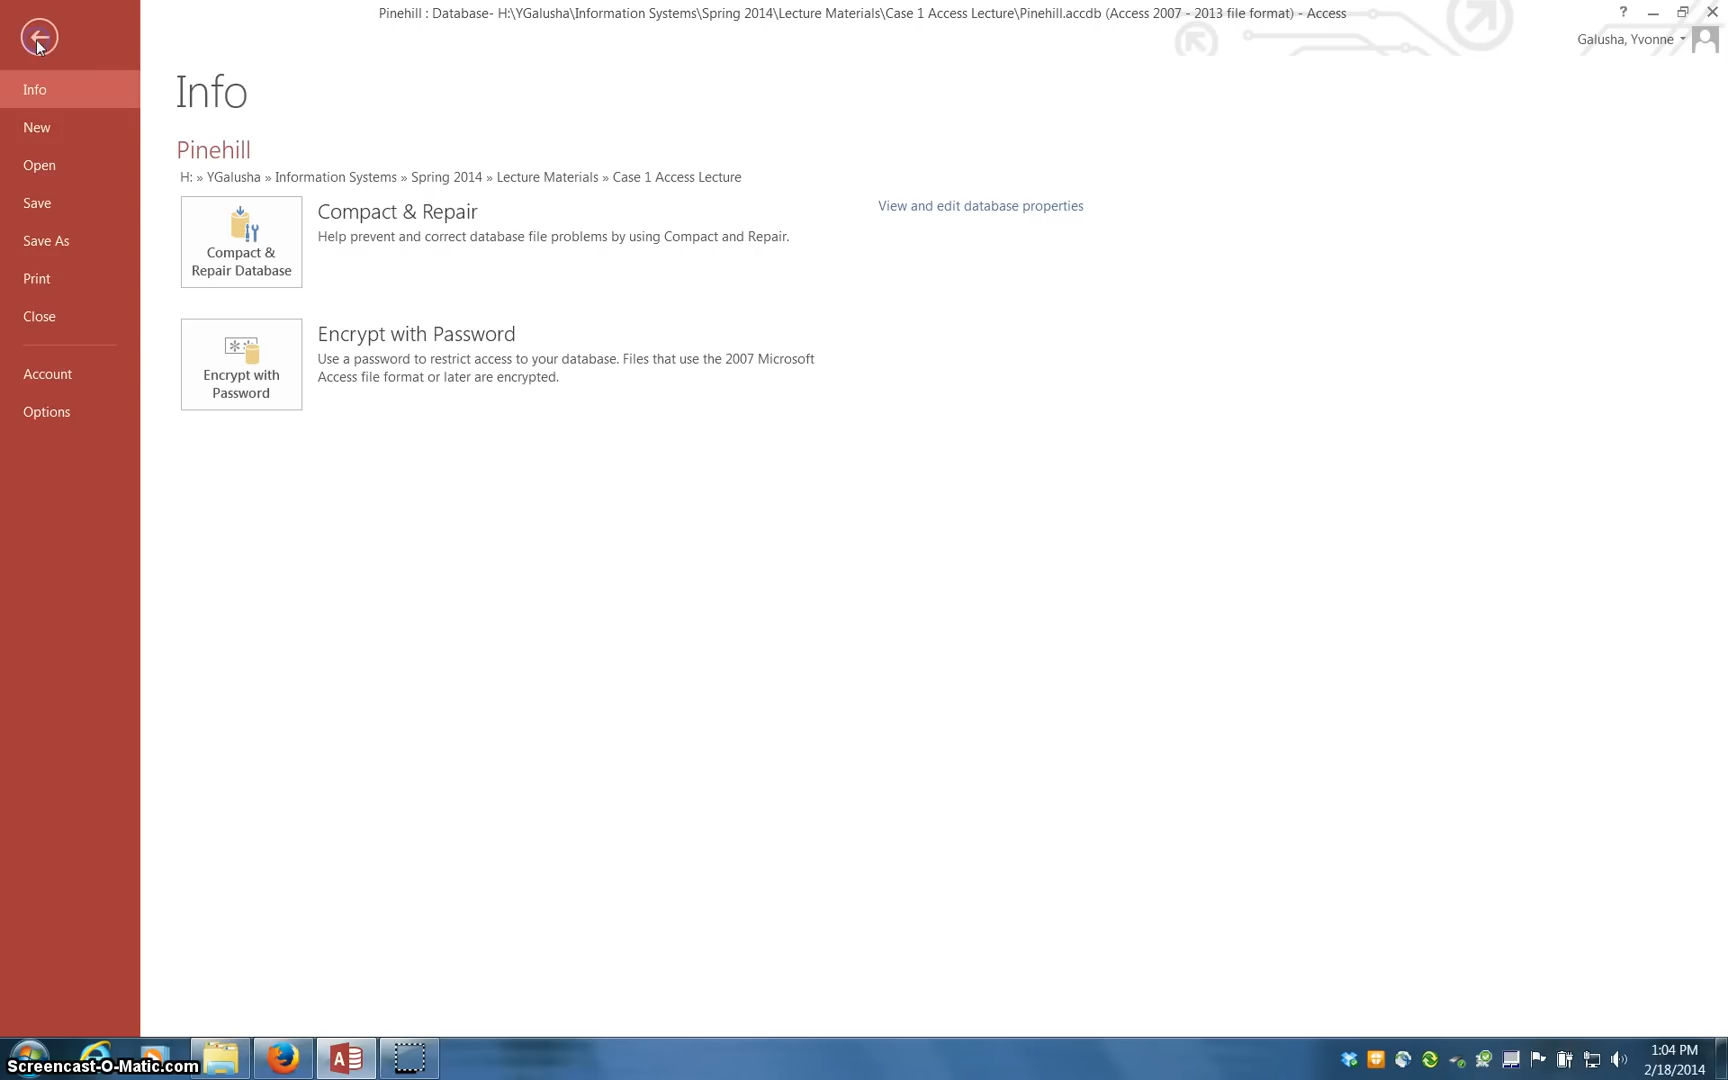 Pinehill : Database- H:\YGalusha\Information Systems\Spring 2014\Lecture Materials\Case 1 Access Lecture\Pinehill.accdb (Access 2007 - 2013 file format) - Access
?
Galusha, Yvonne
Info
New
Open
Save
Save As
Print
Close
Account
Options
Info
Pinehill
H: » YGalusha » Information Systems » Spring 2014 » Lecture Materials » Case 1 Access Lecture
Compact &
Repair Database
Compact & Repair
Help prevent and correct database file problems by using Compact and Repair.
View and edit database properties
Encrypt with
Password
Encrypt with Password
Use a password to restrict access to your database. Files that use the 2007 Microsoft
Access file format or later are encrypted.
Screencast-O-Matic.com
1:04 PM
2/18/2014